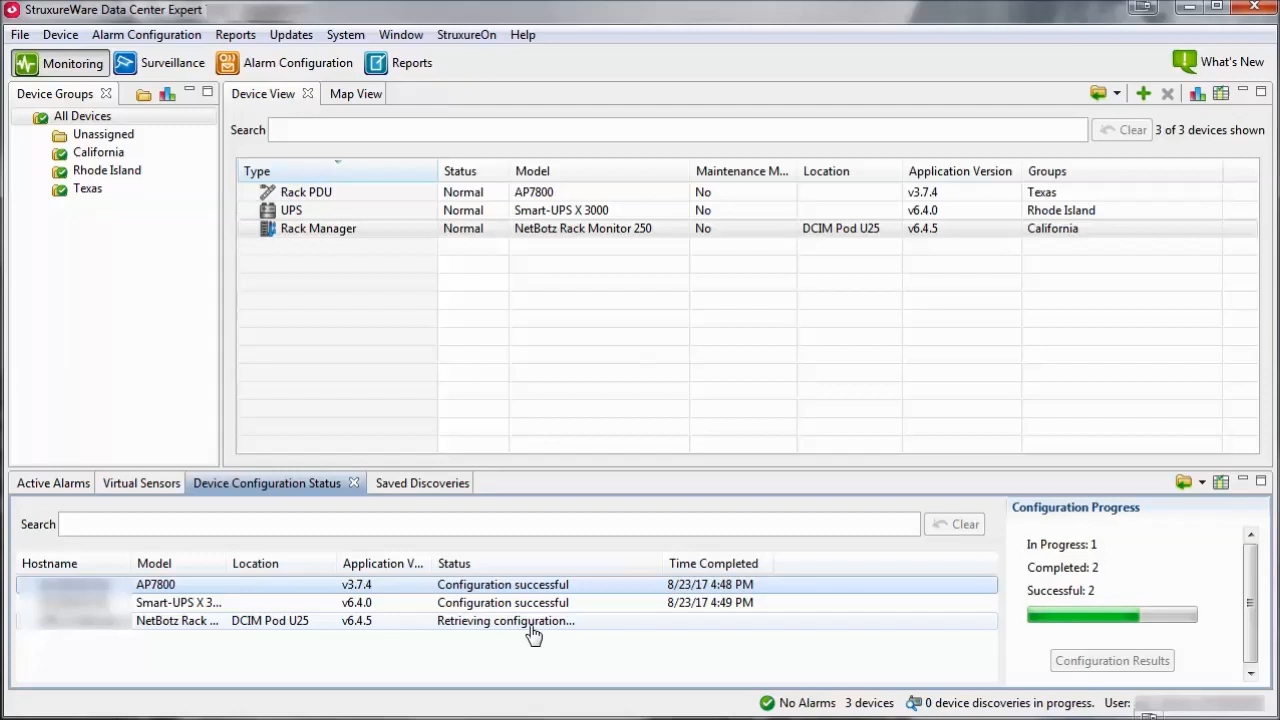 StruxureWare Data Center Expert
File Device Alarm Configuration Reports Updates System Window StruxureOn Help
Monitoring Surveillance Alarm Configuration Reports What's New
Device Groups Device View Map View
All Devices
Unassigned
California
Rhode Island
Texas
Search Clear 3 of 3 devices shown
Type Status Model Maintenance M... Location Application Version Groups
Rack PDU Normal AP7800 No v3.7.4 Texas
UPS Normal Smart-UPS X 3000 No v6.4.0 Rhode Island
Rack Manager Normal NetBotz Rack Monitor 250 No DCIM Pod U25 v6.4.5 California
Active Alarms Virtual Sensors Device Configuration Status Saved Discoveries
Search Clear
Hostname Model Location Application V... Status Time Completed
AP7800 v3.7.4 Configuration successful 8/23/17 4:48 PM
Smart-UPS X 3... v6.4.0 Configuration successful 8/23/17 4:49 PM
NetBotz Rack ... DCIM Pod U25 v6.4.5 Retrieving configuration...
Configuration Progress
In Progress: 1
Completed: 2
Successful: 2
Configuration Results
No Alarms 3 devices 0 device discoveries in progress. User: